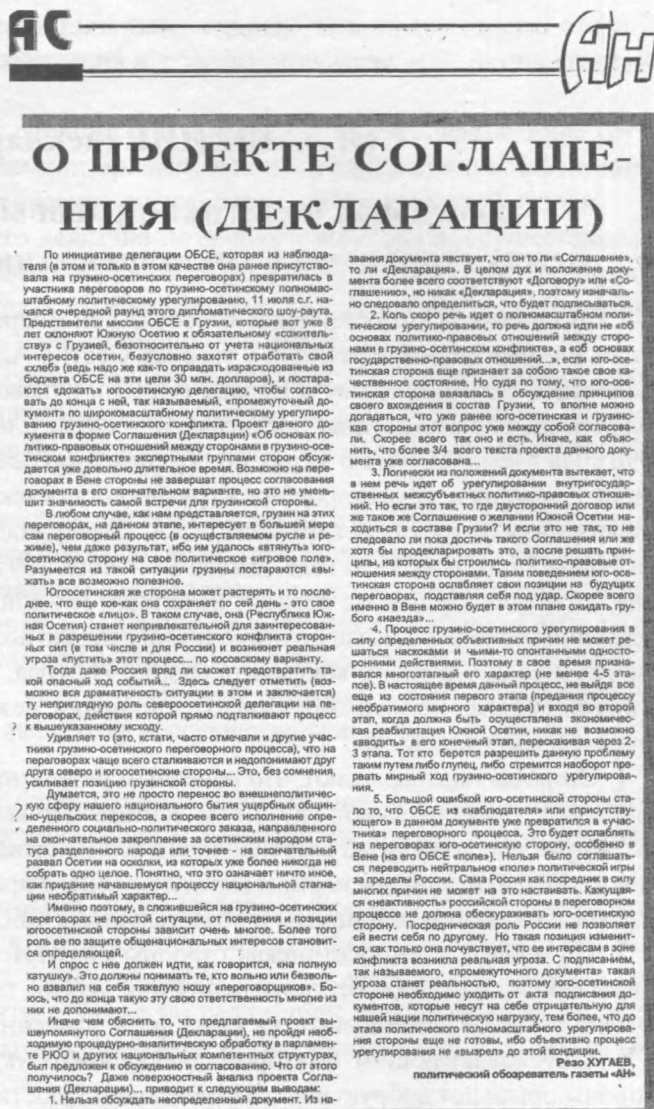 АС
АН
О ПРОЕКТЕ СОГЛАШЕ-
НИЯ (ДЕКЛАРАЦИИ)
По инициативе делегации ОБСЕ, которая из наблюда-
теля (в этом и только в этом качестве она ранее присутство-
вала на грузино-осетинских переговорах) превратилась в
участника переговоров по грузино-осетинскому полномас-
штабному политическому урегулированию, 11 июля с.г. на-
чался очередной раунд этого дипломатического шоу-раута.
Представители миссии ОБСЕ в Грузии, которые вот уже 8
лет склоняют Южную Осетию к обязательному «сожитель-
ству» с Грузией, безотносительно от учета национальных
интересов осетин, безусловно захотят отработать свой
«хлеб» (ведь надо же как-то оправдать израсходованные из
бюджета ОБСЕ на эти цели 30 млн. долларов), и постара-
ются «дожать» югоосетинскую делегацию, чтобы согласо-
вать до конца с ней, так называемый, «промежуточный до-
кумент» по широкомасштабному политическому урегулиро-
ванию грузино-осетинского конфликта. Проект данного до-
кумента в форме Соглашения (Декларации) «Об основах по-
литико-правовых отношений между сторонами в грузино-осе-
тинском конфликте» экспертными группами сторон обсуж-
дается уже довольно длительное время. Возможно на пере-
говорах в Вене стороны не завершат процесс согласования
документа в его окончательном варианте, но это не умень-
шит значимость самой встречи для грузинской стороны.
В любом случае, как нам представляется, грузин на этих
переговорах, на данном этапе, интересует в большей мере
сам переговорный процесс (в осуществляемом русле и ре-
жиме), чем даже результат, ибо им удалось «втянуть» юго-
осетинскую сторону на свое политическое «игровое поле».
Разумеется из такой ситуации грузины постараются «вы-
жать» все возможно полезное.
Югоосетинская же сторона может растерять и то после-
днее, что еще кое-как она сохраняет по сей день - это свое
политическое «лицо». В таком случае, она (Республика Юж-
ная Осетия) станет непривлекательной для заинтересован-
ных в разрешении грузино-осетинского конфликта сторон-
ных сил (в том числе и для России) и возникнет реальная
угроза «пустить» этот процесс... по косовскому варианту.
Тогда даже Россия вряд ли сможет предотвратить та-
кой опасный ход событий... Здесь следует отметить (воз-
можно вся драматичность ситуации в этом и заключается)
ту неприглядную роль североосетинской делегации на пе-
реговорах, действия которой прямо подталкивают процесс
к вышеуказанному исходу.
Удивляет то (это, кстати, часто отмечали и другие учас-
тники грузино-осетинского переговорного процесса), что на
переговорах чаще всего сталкиваются и недопонимают друг
друга северо и югоосетинские стороны... Это, без сомнения,
усиливает позицию грузинской стороны.
Думается, это не просто перенос во внешнеполитичес-
кую сферу нашего национального бытия ущербных общин-
но-ущельских перекосов, а скорее всего исполнение опре-
деленного социально-политического заказа, направленного
на окончательное закрепление за осетинским народом ста-
туса разделенного народа или точнее - на окончательный
развал Осетии на осколки, из которых уже более никогда не
собрать одно целое. Понятно, что это означает ничто иное,
как придание начавшемуся процессу национальной стагна-
ции необратимый характер...
Именно поэтому, в сложившейся на грузино-осетинских
переговорах не простой ситуации, от поведения и позиции
югоосетинской стороны зависит очень многое. Более того
роль ее по защите общенациональных интересов становит-
ся определяющей.
И спрос с нее должен идти, как говорится, «на полную
катушку». Это должны понимать те, кто вольно или безволь-
но взвалил на себя тяжелую ношу «переговорщиков». Бо-
юсь, что до конца такую эту свою ответственность многие из
них не допонимают...
Иначе чем обяснить то, что предлагаемый проект вы-
шеупомянутого Соглашения (Декларации), не пройдя необ-
ходимую процедурно-аналитическую обработку в парламен-
те РЮО и других национальных компетентных структурах,
был предложен к обсуждению и согласованию. Что от этого
получилось? Даже поверхностный анализ проекта Согла-
шения (Декларации)... приводит к следующим выводам:
1. Нельзя обсуждать неопределенный документ. Из на-
звания документа явствует, что он то ли «Соглашение»,
то ли «Декларация». В целом дух и положение доку-
мента более всего соответствуют «Договору» или «Со-
глашению», но никак «Декларация», поэтому изначаль-
но следовало определиться, что будет подписываться.
2. Коль скоро речь идет о полномасштабном поли-
тическом урегулировании, то речь должна идти не «об
основах политико-правовых отношений между сторо-
нами в грузино-осетинском конфликте», а «об основах
государственно-правовых отношений...», если юго-осе-
тинская сторона еще признает за собою такое свое ка-
чественное состояние. Но судя по тому, что юго-осе-
тинская сторона ввязалась в обсуждение принципов
своего вхождения в состав Грузии, то вполне можно
догадаться, что уже ранее юго-осетинская и грузинс-
кая стороны этот вопрос уже между собой согласова-
ли. Скорее всего так оно и есть. Иначе, как объяс-
нить, что более 3/4 всего текста проекта данного доку-
мента уже согласована...
3. Логически из положений документа вытекает, что
в нем речь идет об урегулировании внутригосудар-
ственных межсубъектных политико-правовых отноше-
ний. Но если это так, то где двусторонний договор или
же такое же Соглашение о желании Южной Осетии на-
ходиться в составе Грузии? И если это не так, то не
следовало ли пока достичь такого Соглашения или же
хотя бы продекларировать это, а после решать прин-
ципы, на которых бы строились политико-правовые от-
ношения между сторонами. Таким поведением юго-осе-
тинская сторона ослабляет свои позиции на будущих
переговорах, подставляя себя под удар. Скорее всего
именно в Вене можно будет в этом плане ожидать гру-
бого «наезда»...
4. Процесс грузино-осетинского урегулирования в
силу определенных объективных причин не может ре-
шаться наскоками и чьими-то спонтанными односто-
ронними действиями. Поэтому в свое время призна-
вался многоэтапный его характер (не менее 4-5 эта-
пов). В настоящее время данный процесс, не выйдя все
еще из состояния первого этапа (предания процессу
необратимого мирного характера) и входя во второй
этап, когда должна быть осуществлена экономичес-
кая реабилитация Южной Осетии, никак не возможно
«вводить» в его конечный этап, перескакивая через 2-
3 этапа. Тот кто берется разрешить данную проблему
таким путем либо глупец, либо стремится наоборот пре-
рвать мирный ход грузино-осетинского урегулирова-
ния.
5. Большой ошибкой юго-осетинской стороны ста-
ло то, что ОБСЕ из «наблюдателя» или «присутству-
ющего» в данном документе уже превратился в «учас-
тника» переговорного процесса. Это будет ослаблять
на переговорах юго-осетинскую сторону, особенно в
Вене (на его ОБСЕ «поле»). Нельзя было соглашать-
ся переводить нейтральное «поле» политической игры
за пределы России. Сама Россия как посредник в силу
многих причин не может на это настаивать. Кажущая-
ся «неактивность» российской стороны в переговорном
процессе не должна обескураживать юго-осетинскую
сторону. Посредническая роль России не позволяет
ей вести себя по другому. Но такая позиция изменит-
ся, как только она почувствует, что ее интересам в зоне
конфликта возникла реальная угроза. С подписанием,
так называемого, «промежуточного документа» такая
угроза станет реальностью, поэтому юго-осетинской
стороне необходимо уходить от акта подписания до-
кументов, которые несут на себе отрицательную для
нашей нации политическую нагрузку, тем более, что до
этапа политического полномасштабного урегулирова-
ния стороны еще не готовы, ибо объективно процесс
урегулирования не «вызрел» до этой кондиции.
Резо ХУГАЕВ,
политический обозреватель газеты «АН»